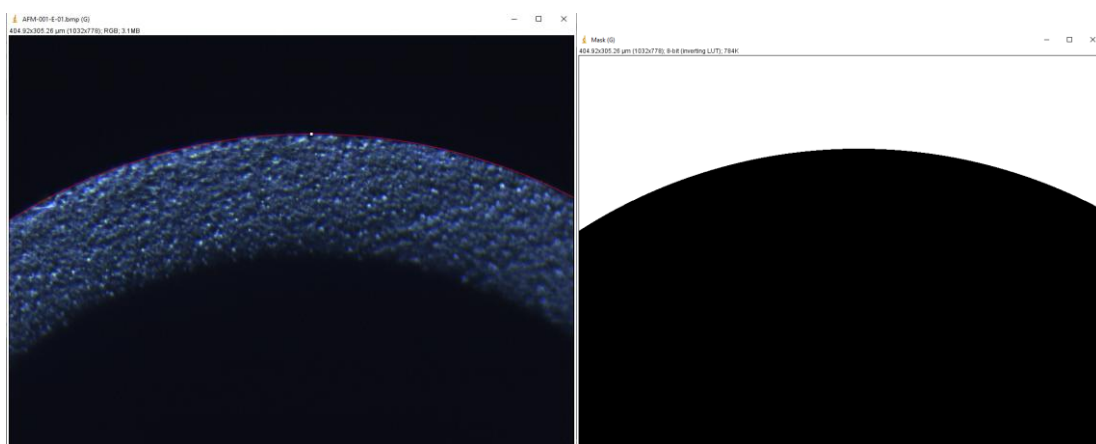 AFM-001-E-01.bmp (G)
404.92x305.26 µm (1032x778); RGB; 3.1MB
Mask (G)
404.92x305.26 µm (1032x778); 8-bit (inverting LUT); 784K